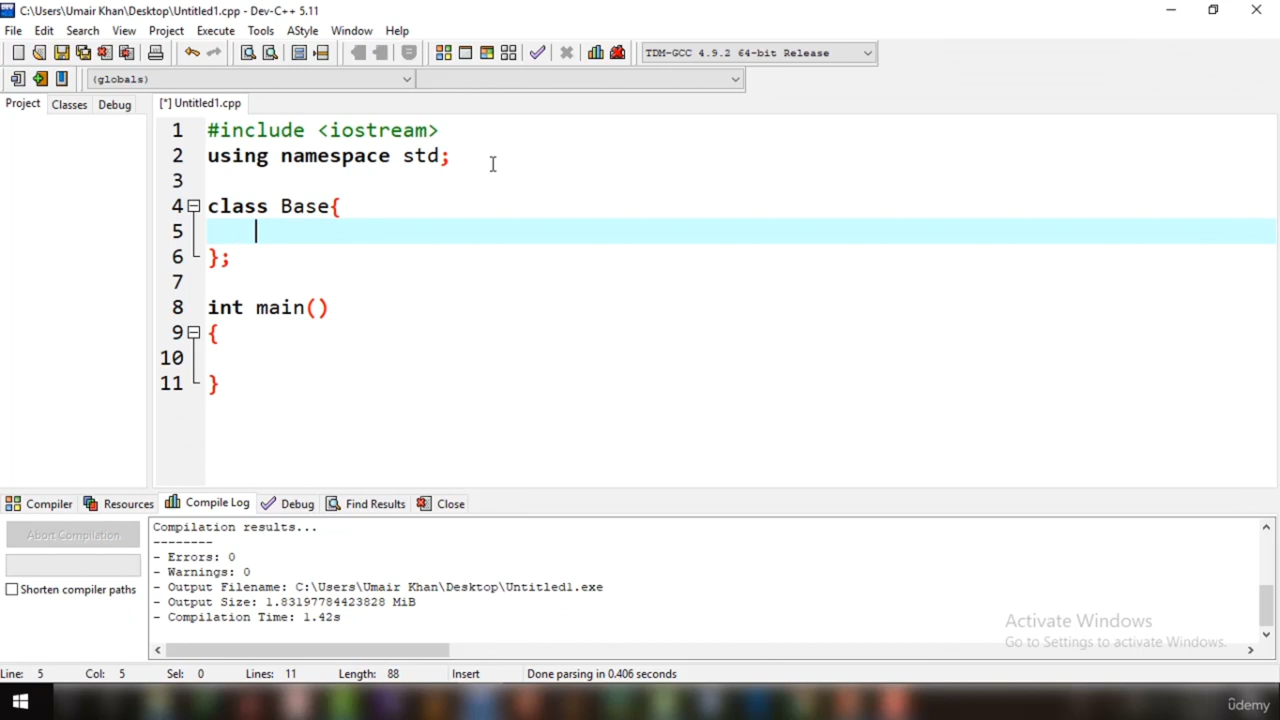 C:\Users\Umair Khan\Desktop\Untitled1.cpp - Dev-C++ 5.11
File Edit Search View Project Execute Tools AStyle Window Help
TDM-GCC 4.9.2 64-bit Release
(globals)
Project Classes Debug [*] Untitled1.cpp
1 #include <iostream>
2 using namespace std;
3
4 class Base{
5
6 };
7
8 int main()
9 {
10
11 }
Compiler Resources Compile Log Debug Find Results Close
Abort Compilation
Shorten compiler paths
Compilation results...
--------
- Errors: 0
- Warnings: 0
- Output Filename: C:\Users\Umair Khan\Desktop\Untitled1.exe
- Output Size: 1.83197784423828 MiB
- Compilation Time: 1.42s
Activate Windows
Go to Settings to activate Windows.
Line: 5 Col: 5 Sel: 0 Lines: 11 Length: 88 Insert Done parsing in 0.406 seconds
ûdemy